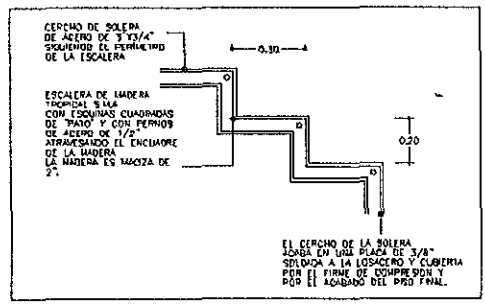 CERCHO DE SOLERA
DE ACERO DE 3"X3/4"
SIGUIENDO EL PERIMETRO
DE LA ESCALERA
0.30
ESCALERA DE MADERA
TROPICAL
CON ESQUINAS CUADRADAS
DE "PATO" Y CON PERNOS
DE ACERO DE 1/2"
ATRAVESANDO EL ENCUADRE
DE LA MADERA
LA MADERA ES MACIZA DE
2".
0.20
EL CERCHO DE LA SOLERA
ACABA EN UNA PLACA DE 3/8"
SOLDADA A LA LOSACERO Y CUBIERTA
POR EL FIRME DE COMPRESION Y
POR EL ACABADO DEL PISO FINAL.